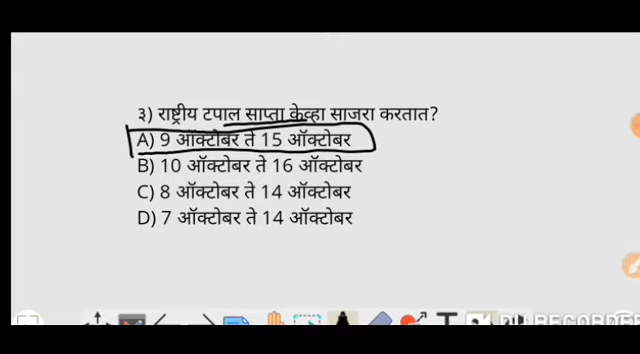 ३) राष्ट्रीय टपाल साप्ता केव्हा साजरा करतात?
A) 9 ऑक्टोबर ते 15 ऑक्टोबर
B) 10 ऑक्टोबर ते 16 ऑक्टोबर
C) 8 ऑक्टोबर ते 14 ऑक्टोबर
D) 7 ऑक्टोबर ते 14 ऑक्टोबर